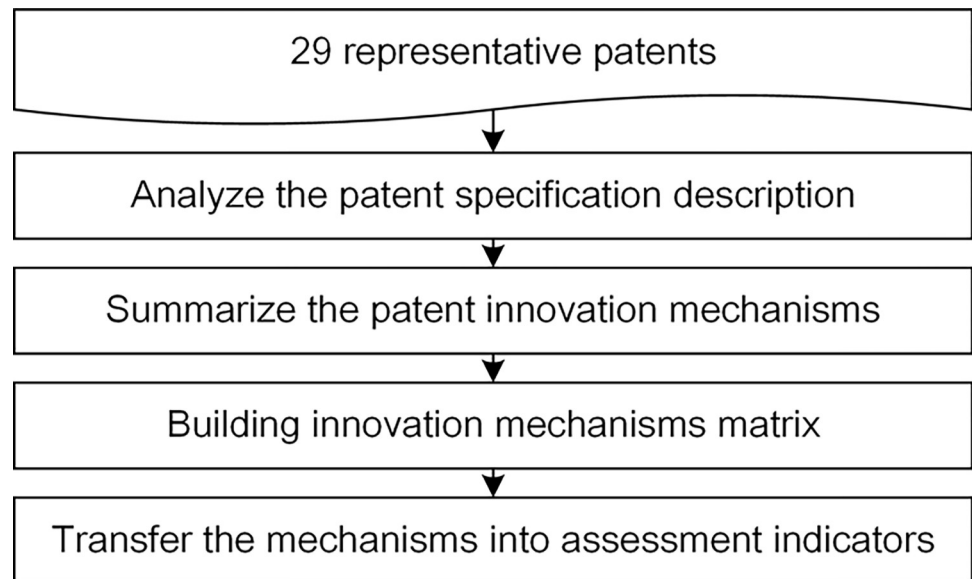 29 representative patents
Analyze the patent specification description
Summarize the patent innovation mechanisms
Building innovation mechanisms matrix
Transfer the mechanisms into assessment indicators